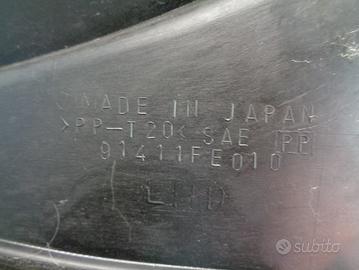 MADE IN JAPAN
>PP-T20< SAE PP
91411FE010
LHD
subito